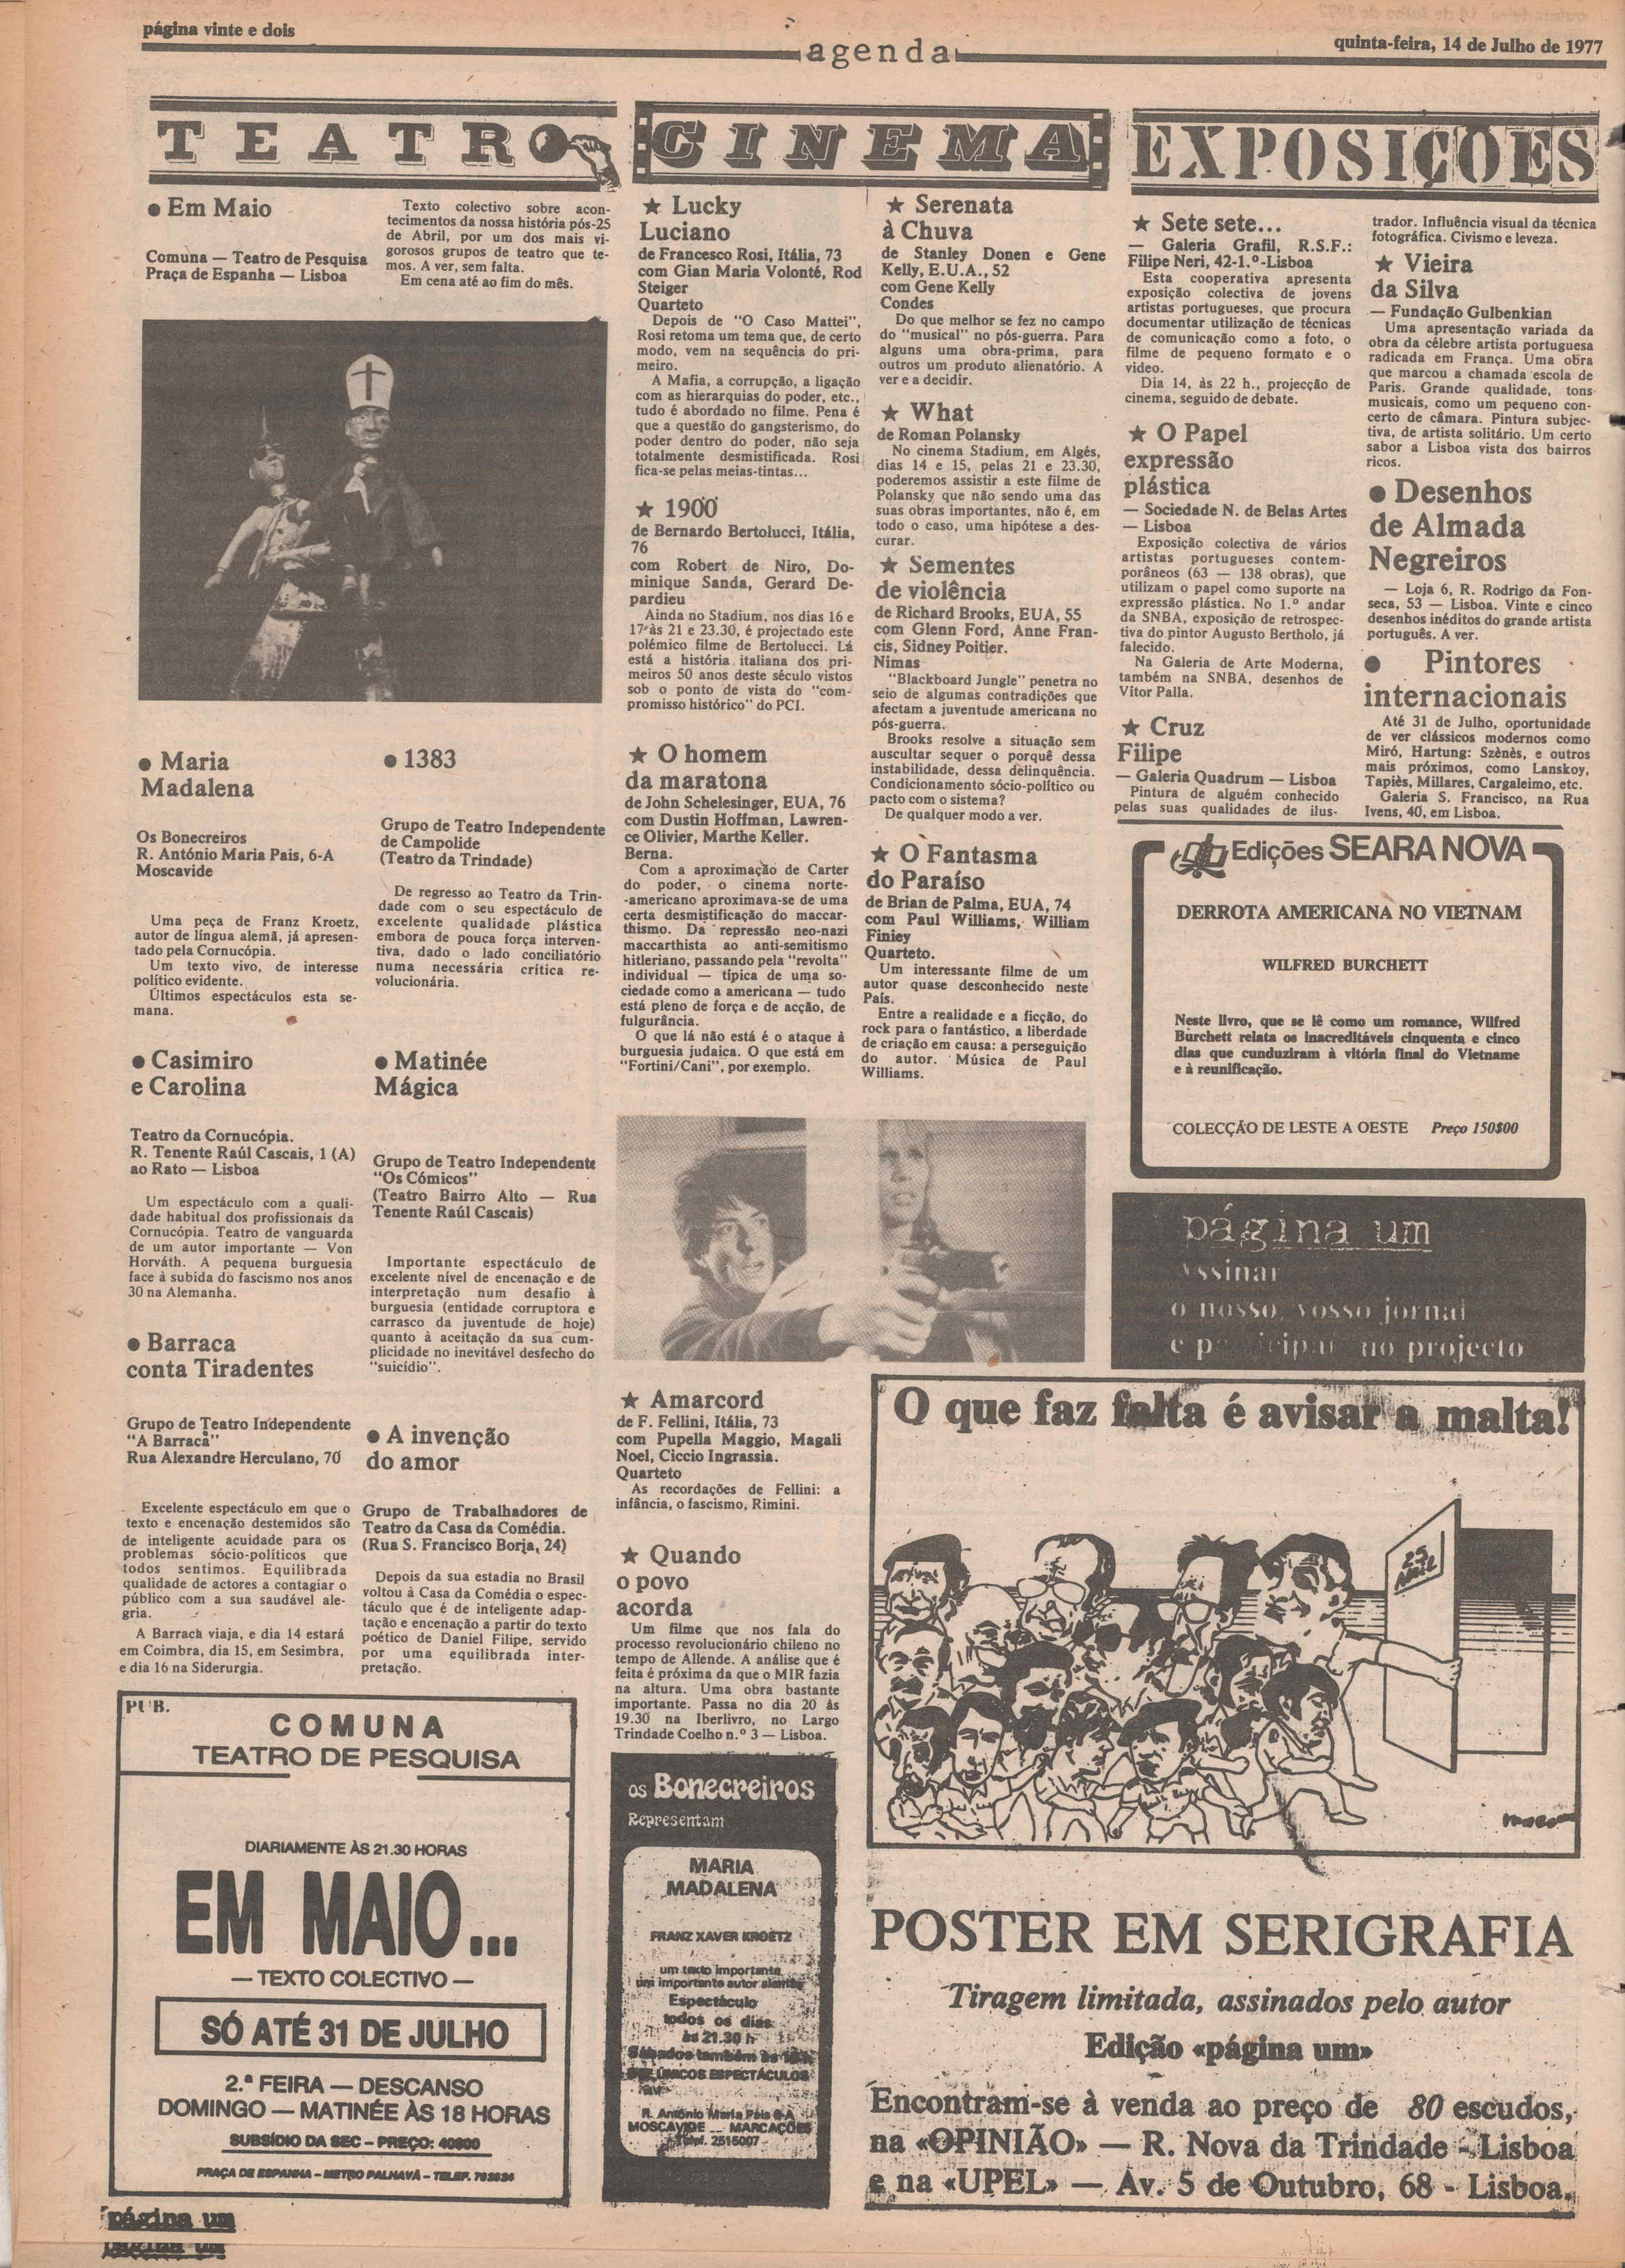 página vinte e dois
agenda
quinta-feira, 14 de Julho de 1977
TEATRO
● Em Maio
Comuna — Teatro de Pesquisa
Praça de Espanha — Lisboa
Texto colectivo sobre acon-
tecimentos da nossa história pós-25
de Abril, por um dos mais vi-
gorosos grupos de teatro que te-
mos. A ver, sem falta.
Em cena até ao fim do mês.
● Maria
Madalena
Os Bonecreiros
R. António Maria Pais, 6-A
Moscavide
Uma peça de Franz Kroetz,
autor de língua alemã, já apresen-
tado pela Cornucópia.
Um texto vivo, de interesse
político evidente.
Últimos espectáculos esta se-
mana.
● Casimiro
e Carolina
Teatro da Cornucópia.
R. Tenente Raúl Cascais, 1 (A)
ao Rato — Lisboa
Um espectáculo com a quali-
dade habitual dos profissionais da
Cornucópia. Teatro de vanguarda
de um autor importante — Von
Horváth. A pequena burguesia
face à subida do fascismo nos anos
30 na Alemanha.
● Barraca
conta Tiradentes
Grupo de Teatro Independente
"A Barraca"
Rua Alexandre Herculano, 70
Excelente espectáculo em que o
texto e encenação destemidos são
de inteligente acuidade para os
problemas sócio-políticos que
todos sentimos. Equilibrada
qualidade de actores a contagiar o
público com a sua saudável ale-
gria.
A Barraca viaja, e dia 14 estará
em Coimbra, dia 15, em Sesimbra,
e dia 16 na Siderurgia.
● 1383
Grupo de Teatro Independente
de Campolide
(Teatro da Trindade)
De regresso ao Teatro da Trin-
dade com o seu espectáculo de
excelente qualidade plástica
embora de pouca força interven-
tiva, dado o lado conciliatório
numa necessária crítica re-
volucionária.
● Matinée
Mágica
Grupo de Teatro Independente
"Os Cómicos"
(Teatro Bairro Alto — Rua
Tenente Raúl Cascais)
Importante espectáculo de
excelente nível de encenação e de
interpretação num desafio à
burguesia (entidade corruptora e
carrasco da juventude de hoje)
quanto à aceitação da sua cum-
plicidade no inevitável desfecho do
"suicídio".
● A invenção
do amor
Grupo de Trabalhadores de
Teatro da Casa da Comédia.
(Rua S. Francisco Borja, 24)
Depois da sua estadia no Brasil
voltou à Casa da Comédia o espec-
táculo que é de inteligente adap-
tação e encenação a partir do texto
poético de Daniel Filipe, servido
por uma equilibrada inter-
pretação.
PUB.
COMUNA
TEATRO DE PESQUISA
DIARIAMENTE ÀS 21.30 HORAS
EM MAIO...
— TEXTO COLECTIVO —
SÓ ATÉ 31 DE JULHO
2.ª FEIRA — DESCANSO
DOMINGO — MATINÉE ÀS 18 HORAS
SUBSÍDIO DA SEC – PREÇO: 40$00
PRAÇA DE ESPANHA – METRO PALHAVÃ – TELEF.
página um
CINEMA
★ Lucky
Luciano
de Francesco Rosi, Itália, 73
com Gian Maria Volonté, Rod
Steiger
Quarteto
Depois de "O Caso Mattei",
Rosi retoma um tema que, de certo
modo, vem na sequência do pri-
meiro.
A Mafia, a corrupção, a ligação
com as hierarquias do poder, etc.,
tudo é abordado no filme. Pena é
que a questão do gangsterismo, do
poder dentro do poder, não seja
totalmente desmistificada. Rosi
fica-se pelas meias-tintas...
★ 1900
de Bernardo Bertolucci, Itália,
76
com Robert de Niro, Do-
minique Sanda, Gerard De-
pardieu
Ainda no Stadium, nos dias 16 e
17 às 21 e 23.30, é projectado este
polémico filme de Bertolucci. Lá
está a história italiana dos pri-
meiros 50 anos deste século vistos
sob o ponto de vista do "com-
promisso histórico" do PCI.
★ O homem
da maratona
de John Schelesinger, EUA, 76
com Dustin Hoffman, Lawren-
ce Olivier, Marthe Keller.
Berna.
Com a aproximação de Carter
do poder, o cinema norte-
-americano aproximava-se de uma
certa desmistificação do maccar-
thismo. Da repressão neo-nazi
maccarthista ao anti-semitismo
hitleriano, passando pela "revolta"
individual — típica de uma so-
ciedade como a americana — tudo
está pleno de força e de acção, de
fulgurância.
O que lá não está é o ataque à
burguesia judaica. O que está em
"Fortini/Cani", por exemplo.
★ Serenata
à Chuva
de Stanley Donen e Gene
Kelly, E.U.A., 52
com Gene Kelly
Condes
Do que melhor se fez no campo
do "musical" no pós-guerra. Para
alguns uma obra-prima, para
outros um produto alienatório. A
ver e a decidir.
★ What
de Roman Polansky
No cinema Stadium, em Algés,
dias 14 e 15, pelas 21 e 23.30,
poderemos assistir a este filme de
Polansky que não sendo uma das
suas obras importantes, não é, em
todo o caso, uma hipótese a des-
curar.
★ Sementes
de violência
de Richard Brooks, EUA, 55
com Glenn Ford, Anne Fran-
cis, Sidney Poitier.
Nimas
"Blackboard Jungle" penetra no
seio de algumas contradições que
afectam a juventude americana no
pós-guerra.
Brooks resolve a situação sem
auscultar sequer o porquê dessa
instabilidade, dessa delinquência.
Condicionamento sócio-político ou
pacto com o sistema?
De qualquer modo a ver.
★ O Fantasma
do Paraíso
de Brian de Palma, EUA, 74
com Paul Williams, William
Finley
Quarteto.
Um interessante filme de um
autor quase desconhecido neste
País.
Entre a realidade e a ficção, do
rock para o fantástico, a liberdade
de criação em causa: a perseguição
do autor. Música de Paul
Williams.
★ Amarcord
de F. Fellini, Itália, 73
com Pupella Maggio, Magali
Noel, Ciccio Ingrassia.
Quarteto
As recordações de Fellini: a
infância, o fascismo, Rimini.
★ Quando
o povo
acorda
Um filme que nos fala do
processo revolucionário chileno no
tempo de Allende. A análise que é
feita é próxima da que o MIR fazia
na altura. Uma obra bastante
importante. Passa no dia 20 às
19.30 na Iberlivro, no Largo
Trindade Coelho n.º 3 — Lisboa.
os Bonecreiros
Representam
MARIA
MADALENA
FRANZ XAVER KROETZ
um texto importante
um importante autor alemão
Espectáculo
todos os dias
às 21.30 h
Sábados também às
ÚNICOS ESPECTÁCULOS
R. António Maria Pais 6-A
MOSCAVIDE — MARCAÇÕES
Telef. 2515007
EXPOSIÇÕES
★ Sete sete...
— Galeria Grafil, R.S.F.:
Filipe Neri, 42-1.º-Lisboa
Esta cooperativa apresenta
exposição colectiva de jovens
artistas portugueses, que procura
documentar utilização de técnicas
de comunicação como a foto, o
filme de pequeno formato e o
video.
Dia 14, às 22 h., projecção de
cinema, seguido de debate.
★ O Papel
expressão
plástica
— Sociedade N. de Belas Artes
— Lisboa
Exposição colectiva de vários
artistas portugueses contem-
porâneos (63 — 138 obras), que
utilizam o papel como suporte na
expressão plástica. No 1.º andar
da SNBA, exposição de retrospec-
tiva do pintor Augusto Bertholo, já
falecido.
Na Galeria de Arte Moderna,
também na SNBA, desenhos de
Vítor Palla.
★ Cruz
Filipe
— Galeria Quadrum — Lisboa
Pintura de alguém conhecido
pelas suas qualidades de ilus-
trador. Influência visual da técnica
fotográfica. Civismo e leveza.
★ Vieira
da Silva
— Fundação Gulbenkian
Uma apresentação variada da
obra da célebre artista portuguesa
radicada em França. Uma obra
que marcou a chamada escola de
Paris. Grande qualidade, tons
musicais, como um pequeno con-
certo de câmara. Pintura subjec-
tiva, de artista solitário. Um certo
sabor a Lisboa vista dos bairros
ricos.
● Desenhos
de Almada
Negreiros
— Loja 6, R. Rodrigo da Fon-
seca, 53 — Lisboa. Vinte e cinco
desenhos inéditos do grande artista
português. A ver.
● Pintores
internacionais
Até 31 de Julho, oportunidade
de ver clássicos modernos como
Miró, Hartung: Szènès, e outros
mais próximos, como Lanskoy,
Tapiès, Millares, Cargaleimo, etc.
Galeria S. Francisco, na Rua
Ivens, 40, em Lisboa.
Edições SEARA NOVA
DERROTA AMERICANA NO VIETNAM
WILFRED BURCHETT
Neste livro, que se lê como um romance, Wilfred
Burchett relata os inacreditáveis cinquenta e cinco
dias que cunduziram à vitória final do Vietname
e à reunificação.
COLECÇÃO DE LESTE A OESTE Preço 150$00
página um
Assinar
o nosso, vosso jornal
e participar no projecto
O que faz falta é avisar a malta!
25 Abril
POSTER EM SERIGRAFIA
Tiragem limitada, assinados pelo autor
Edição «página um»
Encontram-se à venda ao preço de 80 escudos,
na «OPINIÃO» — R. Nova da Trindade - Lisboa
e na «UPEL» — Av. 5 de Outubro, 68 - Lisboa.